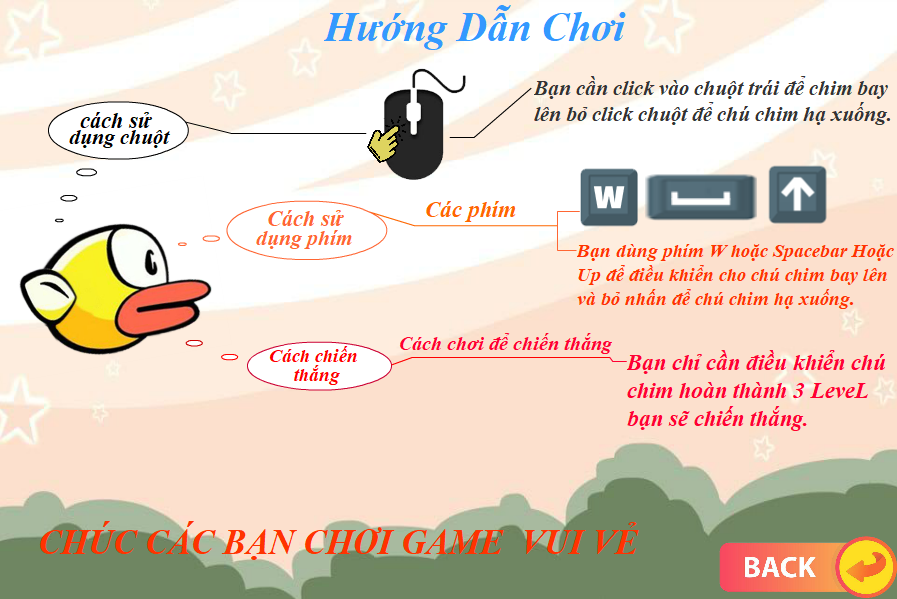 Hướng Dẫn Chơi
cách sử
dụng chuột
Bạn cần click vào chuột trái để chim bay
lên bỏ click chuột để chú chim hạ xuống.
Cách sử
dụng phím
Các phím
W
Bạn dùng phím W hoặc Spacebar Hoặc
Up để điều khiển cho chú chim bay lên
và bỏ nhấn để chú chim hạ xuống.
Cách chiến
thắng
Cách chơi để chiến thắng
Bạn chỉ cần điều khiển chú
chim hoàn thành 3 LeveL
bạn sẽ chiến thắng.
CHÚC CÁC BẠN CHƠI GAME VUI VẺ
BACK